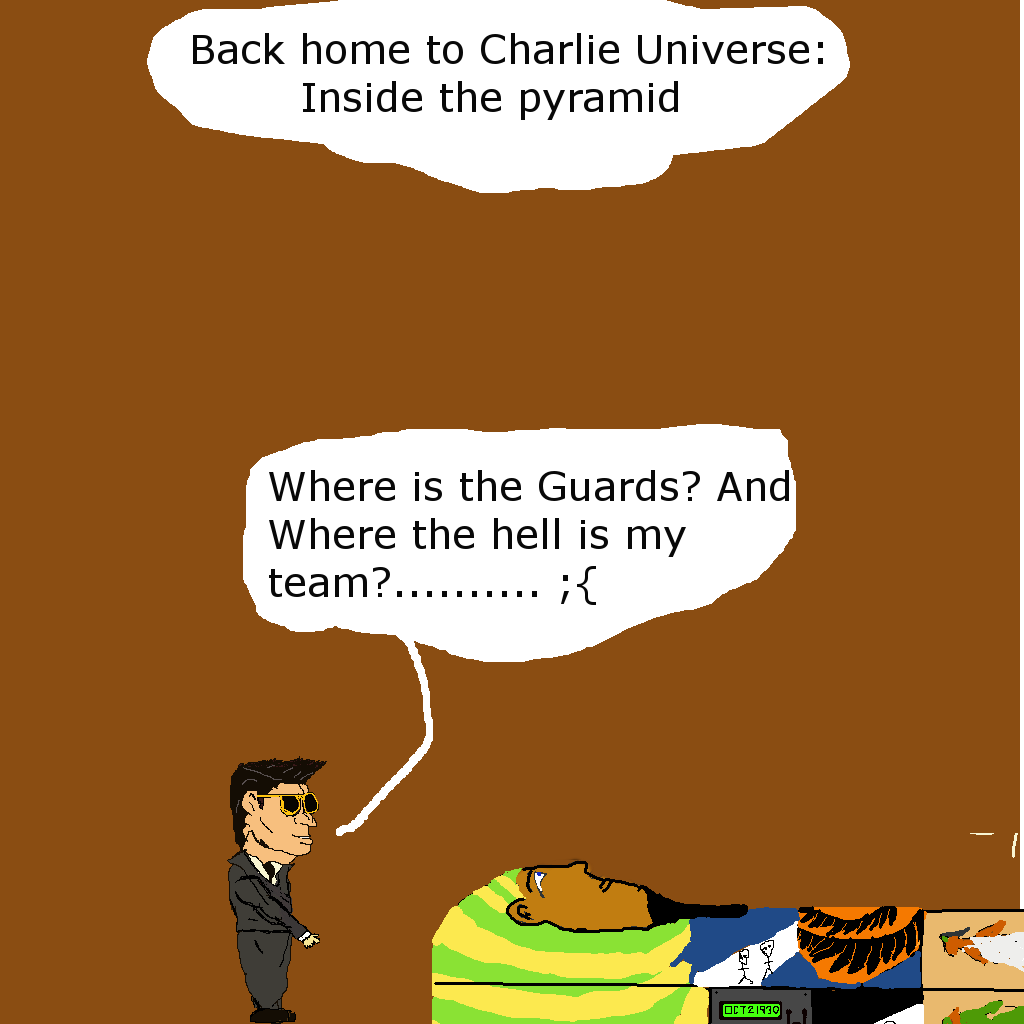 Back home to Charlie Universe:
Inside the pyramid
Where is the Guards? And
Where the hell is my
team?.......... ;{
OCT21930